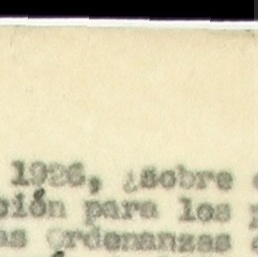 1926, ¿sobre
ción para los
as ordenanzas